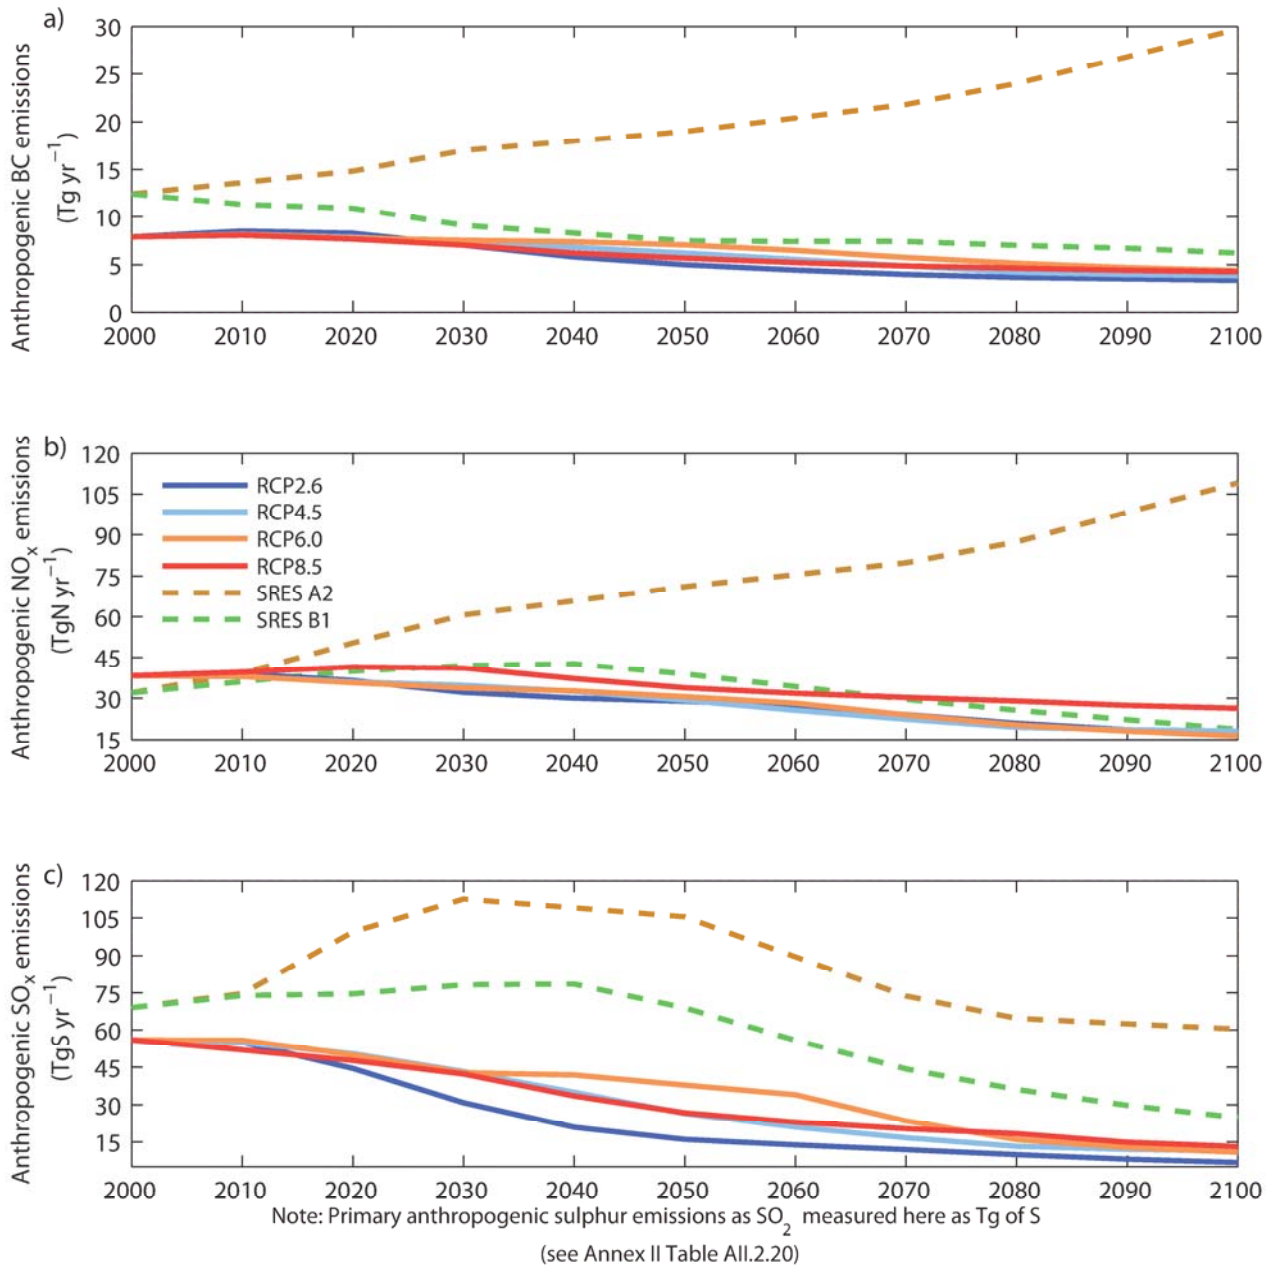 a)
Anthropogenic BC emissions
(Tg yr⁻¹)
30
25
20
15
10
5
0
2000 2010 2020 2030 2040 2050 2060 2070 2080 2090 2100
b)
Anthropogenic NOₓ emissions
(TgN yr⁻¹)
120
105
90
75
60
45
30
15
RCP2.6
RCP4.5
RCP6.0
RCP8.5
SRES A2
SRES B1
2000 2010 2020 2030 2040 2050 2060 2070 2080 2090 2100
c)
Anthropogenic SOₓ emissions
(TgS yr⁻¹)
120
105
90
75
60
45
30
15
2000 2010 2020 2030 2040 2050 2060 2070 2080 2090 2100
Note: Primary anthropogenic sulphur emissions as SO₂ measured here as Tg of S
(see Annex II Table AII.2.20)